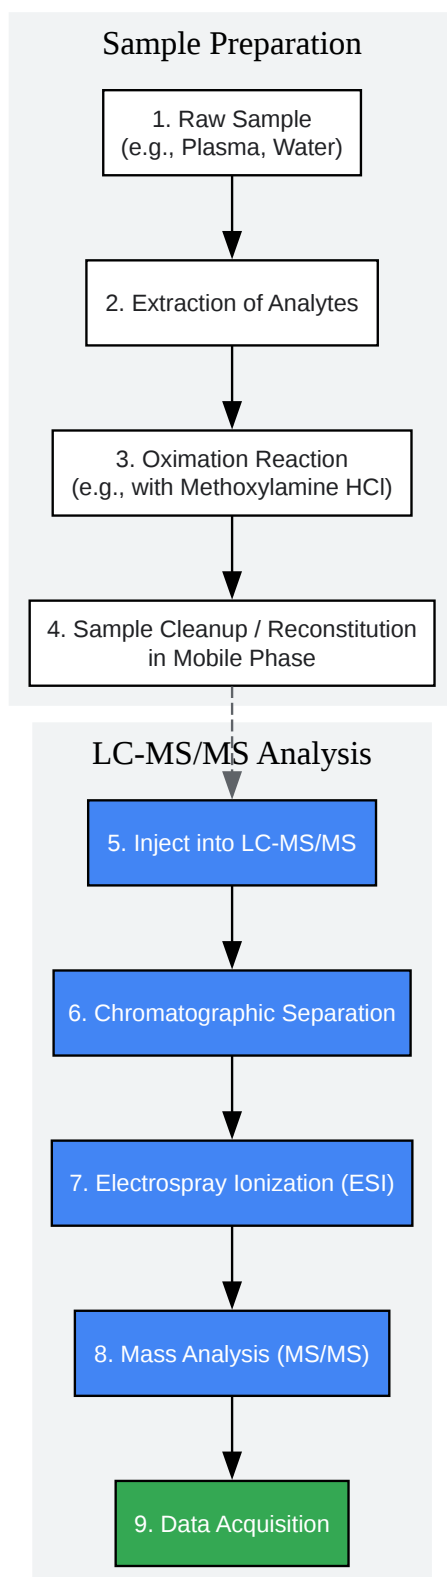 Sample Preparation
1. Raw Sample
(e.g., Plasma, Water)
2. Extraction of Analytes
3. Oximation Reaction
(e.g., with Methoxylamine HCl)
4. Sample Cleanup / Reconstitution
in Mobile Phase
LC-MS/MS Analysis
5. Inject into LC-MS/MS
6. Chromatographic Separation
7. Electrospray Ionization (ESI)
8. Mass Analysis (MS/MS)
9. Data Acquisition